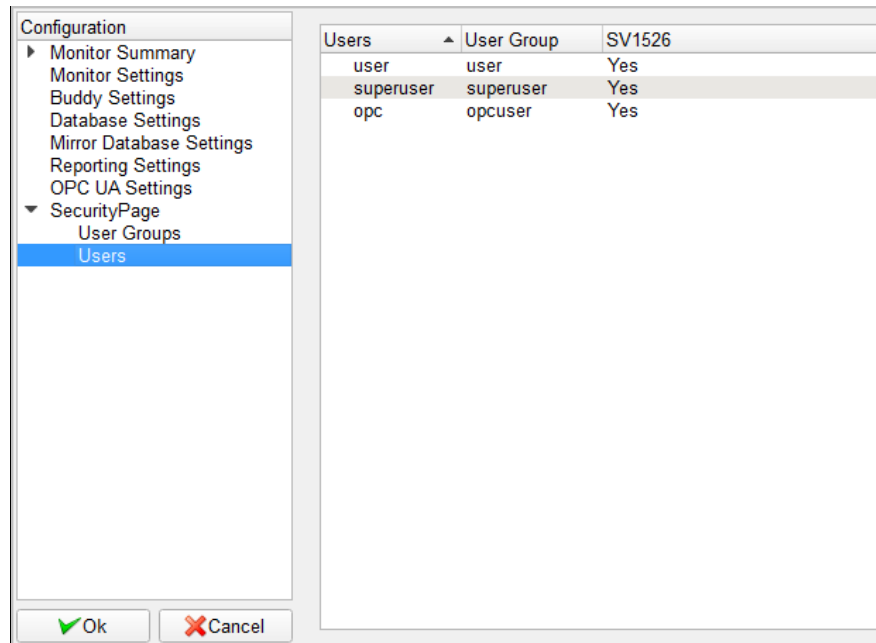 Configuration
Monitor Summary
Monitor Settings
Buddy Settings
Database Settings
Mirror Database Settings
Reporting Settings
OPC UA Settings
SecurityPage
User Groups
Users
Ok
Cancel
Users User Group SV1526
user user Yes
superuser superuser Yes
opc opcuser Yes